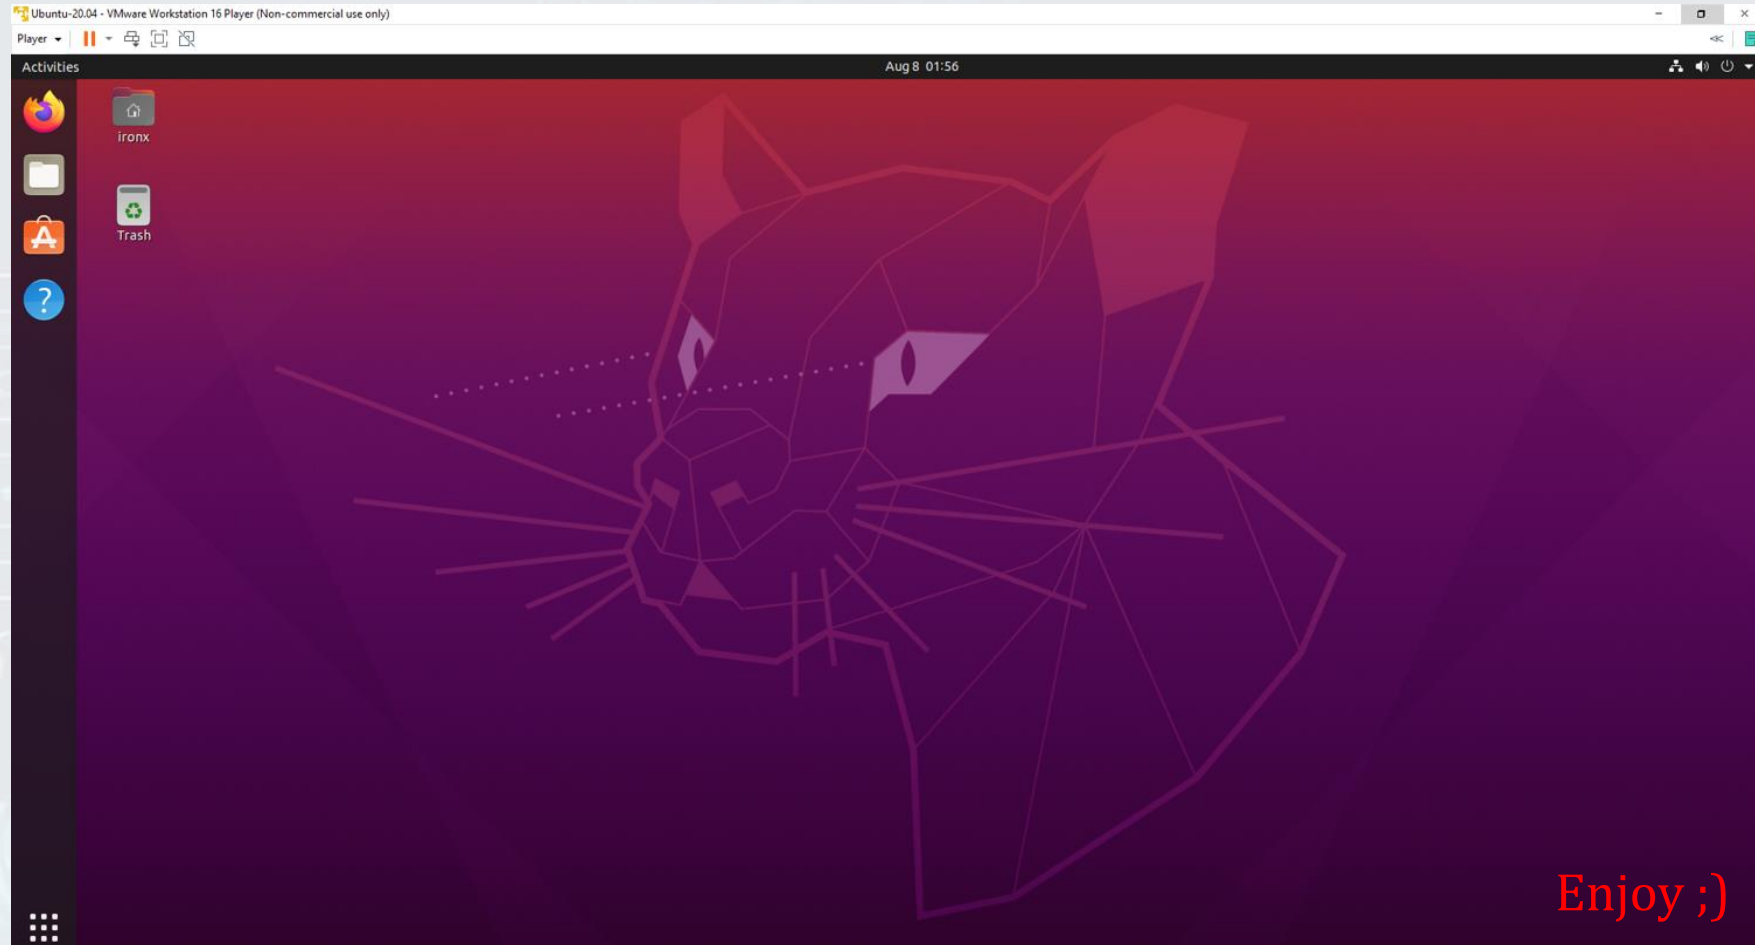 Ubuntu-20.04 - VMware Workstation 16 Player (Non-commercial use only)
Player
Activities
Aug 8 01:56
ironx
Trash
Enjoy ;)